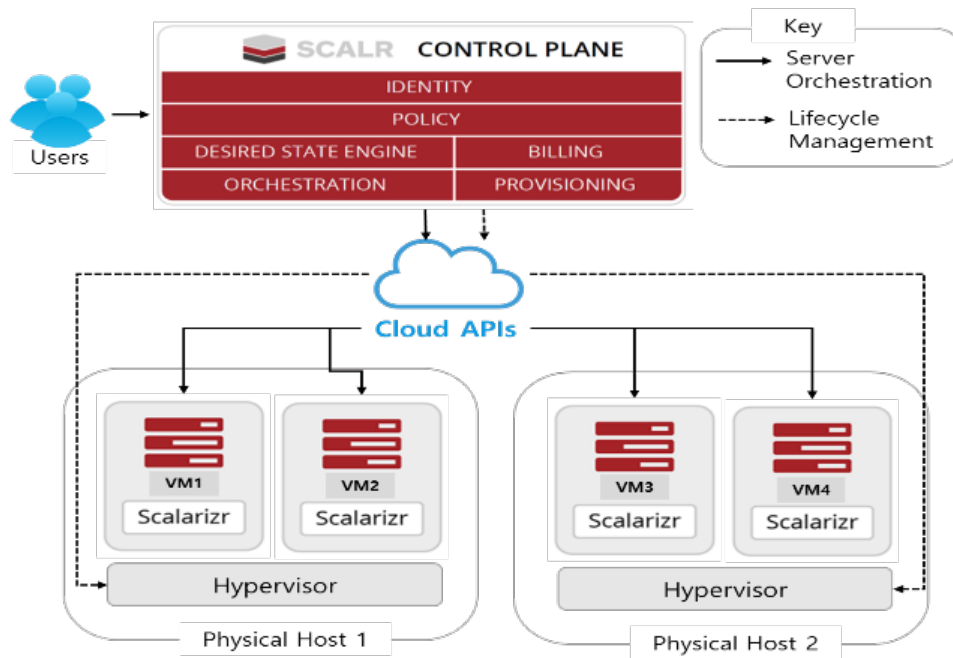 SCALR CONTROL PLANE
IDENTITY
POLICY
DESIRED STATE ENGINE
BILLING
ORCHESTRATION
PROVISIONING
Users
Key
Server
Orchestration
Lifecycle
Management
Cloud APIs
VM1
Scalarizr
VM2
Scalarizr
Hypervisor
Physical Host 1
VM3
Scalarizr
VM4
Scalarizr
Hypervisor
Physical Host 2